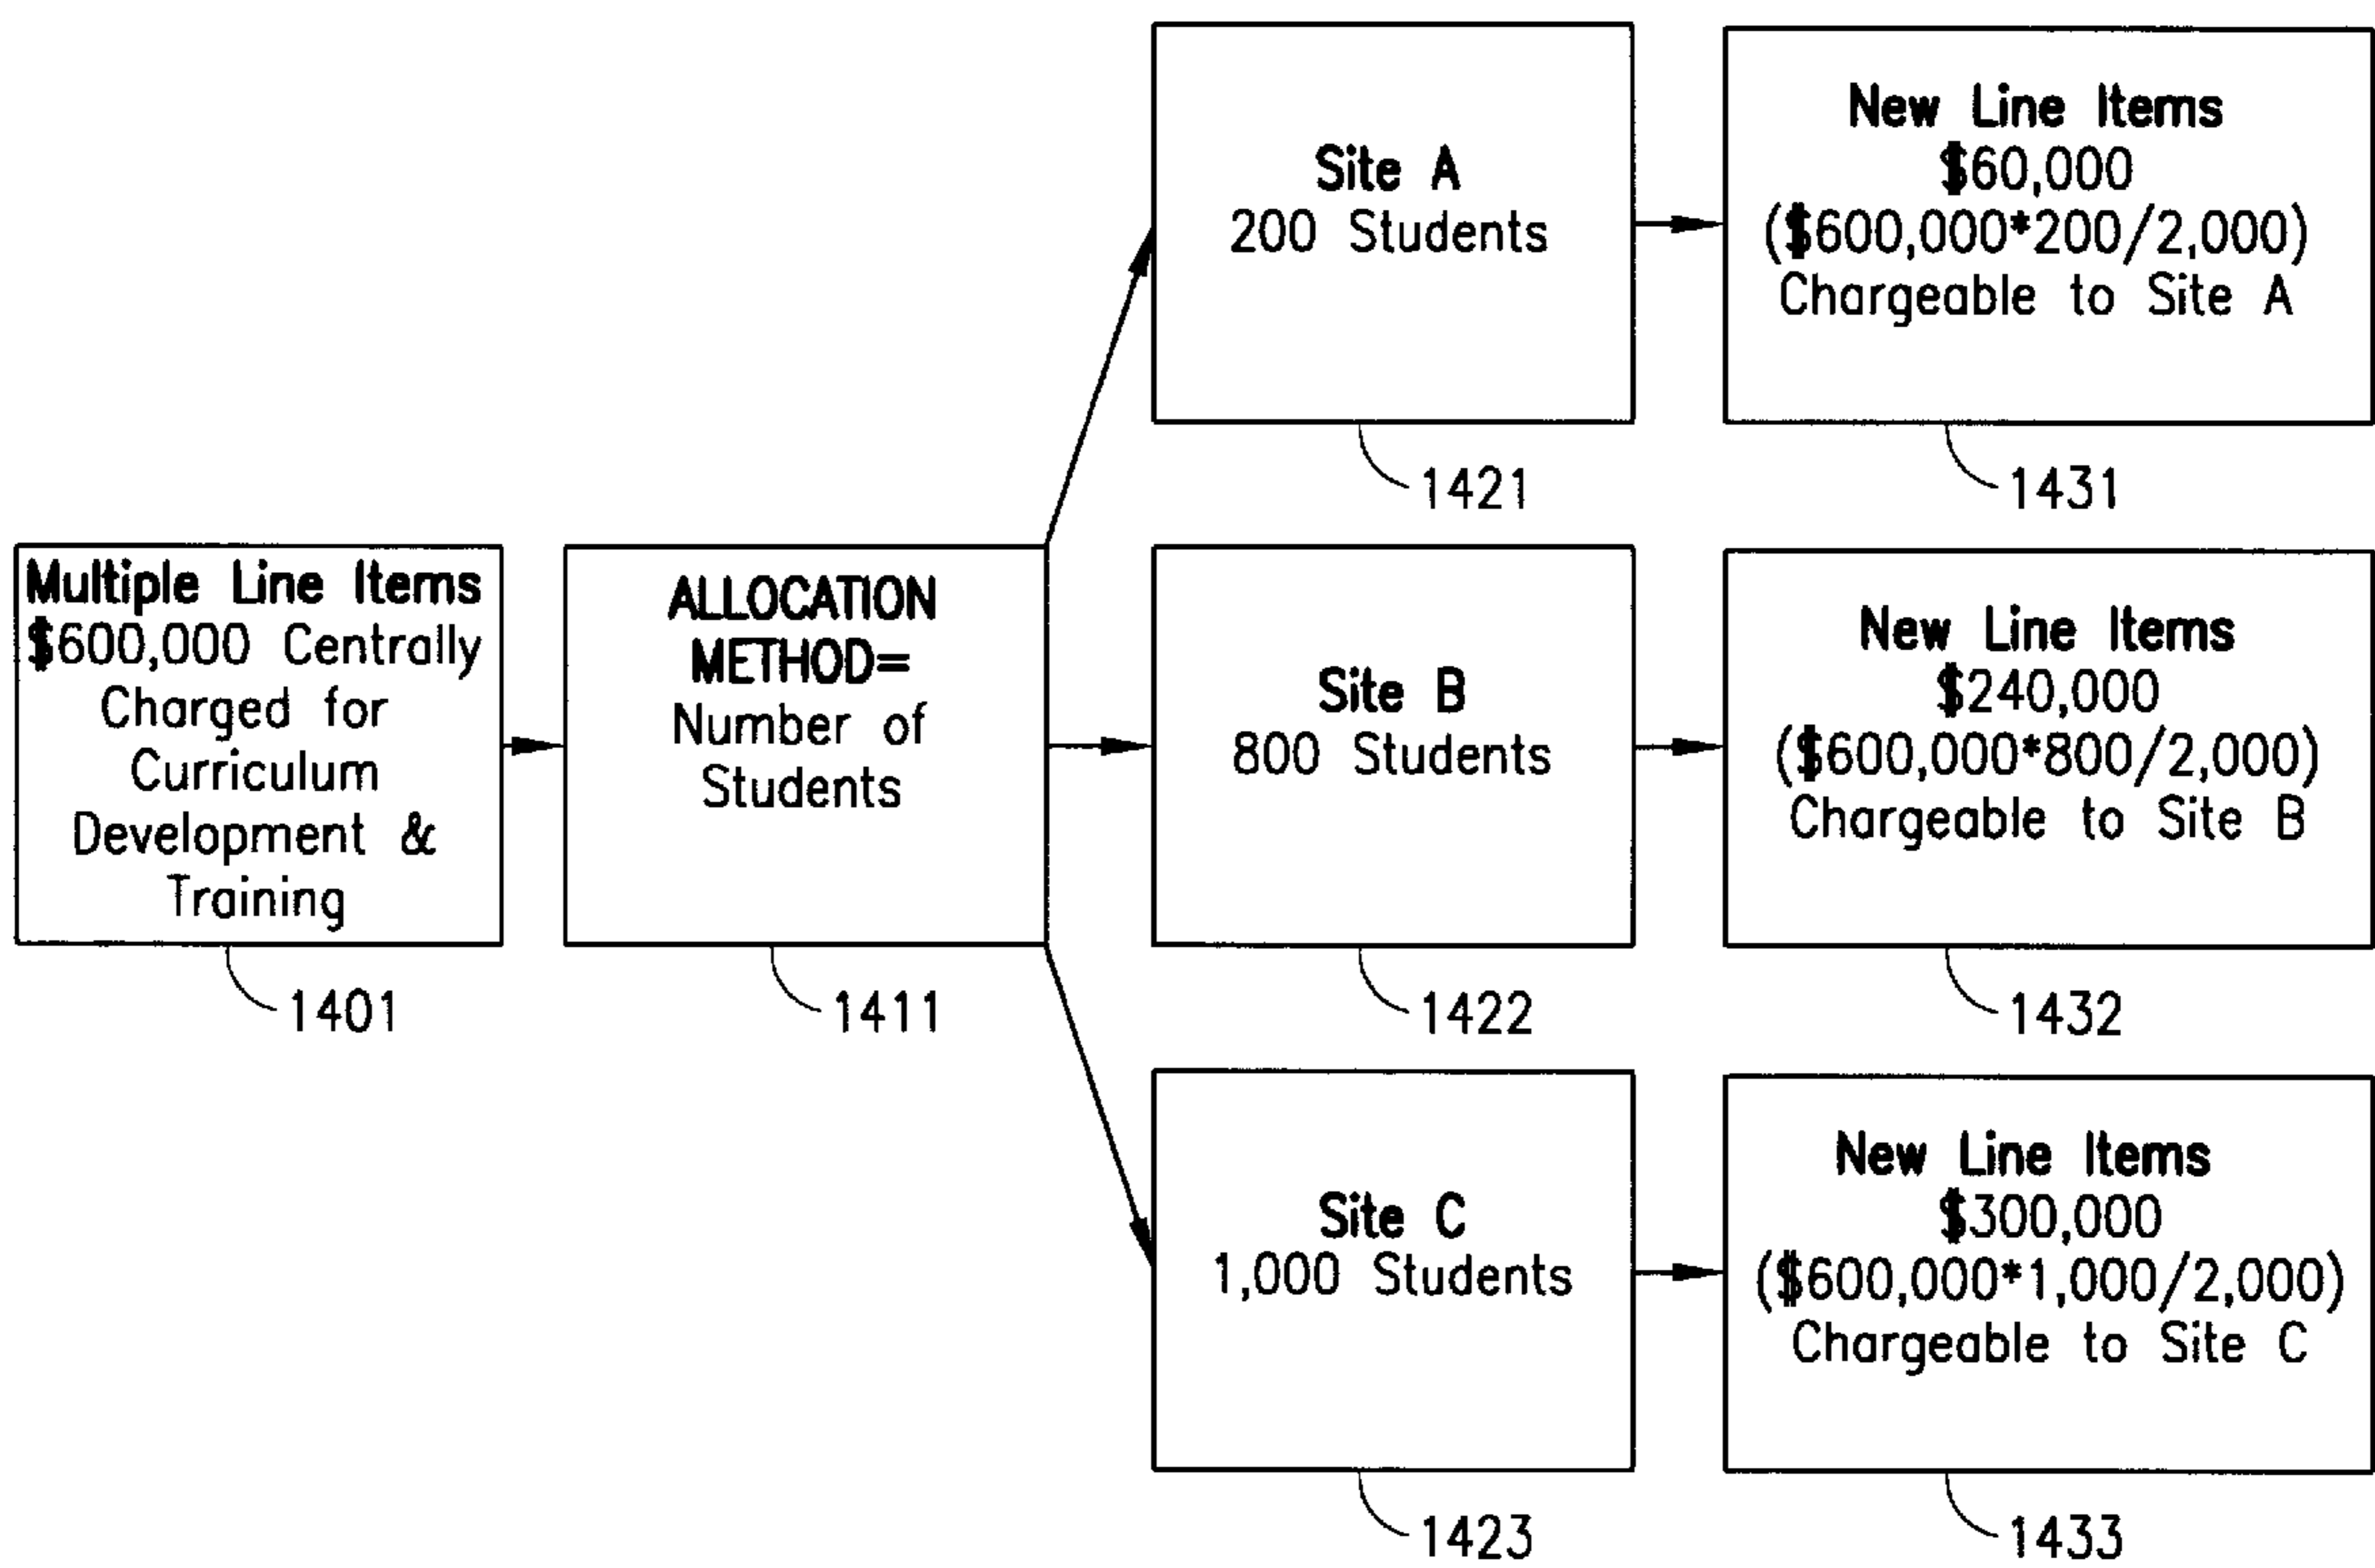 Multiple Line Items
$600,000 Centrally
Charged for
Curriculum
Development &
Training
1401
ALLOCATION
METHOD=
Number of
Students
1411
Site A
200 Students
1421
New Line Items
$60,000
($600,000*200/2,000)
Chargeable to Site A
1431
Site B
800 Students
1422
New Line Items
$240,000
($600,000*800/2,000)
Chargeable to Site B
1432
Site C
1,000 Students
1423
New Line Items
$300,000
($600,000*1,000/2,000)
Chargeable to Site C
1433